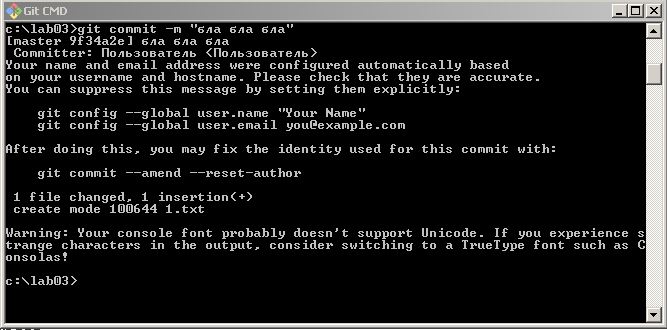 Git CMD
c:\lab03>git commit -m "бла бла бла"
[master 9f34a2e] бла бла бла
 Committer: Пользователь <Пользователь>
Your name and email address were configured automatically based
on your username and hostname. Please check that they are accurate.
You can suppress this message by setting them explicitly:

    git config --global user.name "Your Name"
    git config --global user.email you@example.com

After doing this, you may fix the identity used for this commit with:

    git commit --amend --reset-author

 1 file changed, 1 insertion(+)
 create mode 100644 1.txt

Warning: Your console font probably doesn't support Unicode. If you experience s
trange characters in the output, consider switching to a TrueType font such as C
onsolas!

c:\lab03>